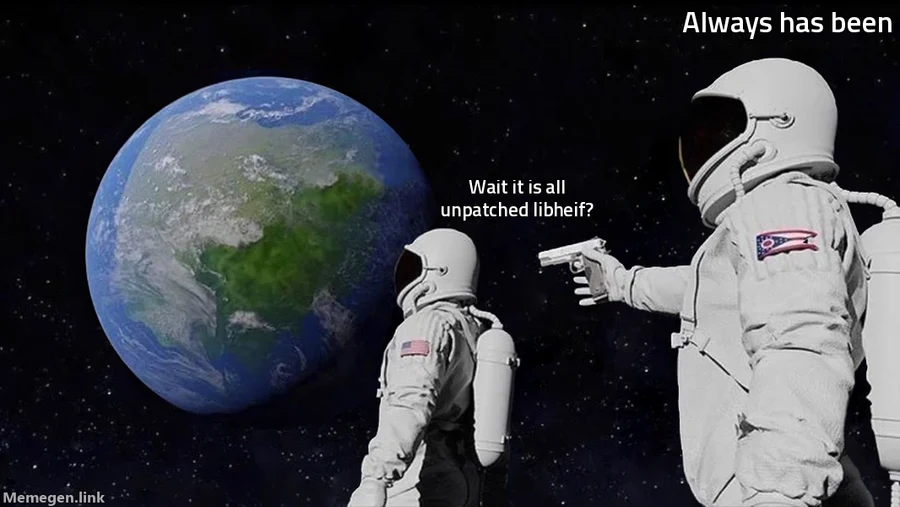 Always has been
Wait it is all
unpatched libheif?
Memegen.link